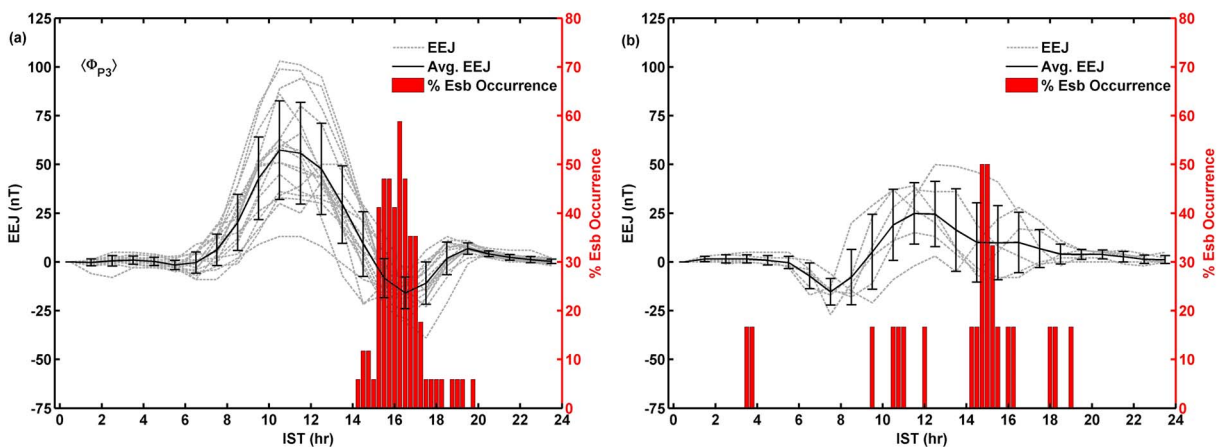 (a)
⟨Φ_P3⟩
EEJ
Avg. EEJ
% Esb Occurrence
125
100
75
50
25
0
-25
-50
-75
EEJ (nT)
80
70
60
50
40
30
20
10
0
% Esb Occurrence
0 2 4 6 8 10 12 14 16 18 20 22 24
IST (hr)
(b)
EEJ
Avg. EEJ
% Esb Occurrence
125
100
75
50
25
0
-25
-50
-75
EEJ (nT)
80
70
60
50
40
30
20
10
0
% Esb Occurrence
0 2 4 6 8 10 12 14 16 18 20 22 24
IST (hr)